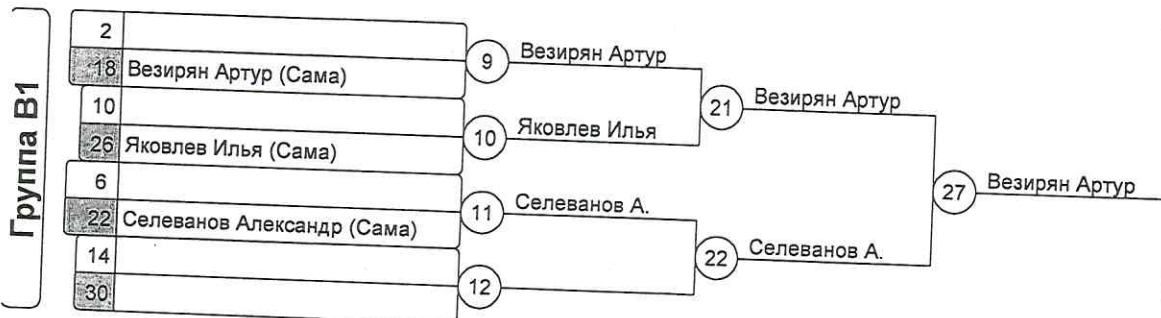 Группа В1
2
18 Везирян Артур (Сама)
10
26 Яковлев Илья (Сама)
6
22 Селеванов Александр (Сама)
14
30
9 Везирян Артур
10 Яковлев Илья
11 Селеванов А.
12
21 Везирян Артур
22 Селеванов А.
27 Везирян Артур